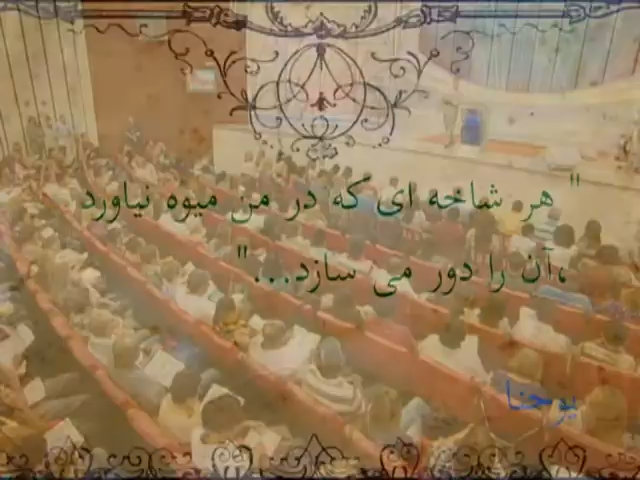 " هر شاخه ای که در من میوه نیاورد
،آن را دور می سازد..."
یوحنا